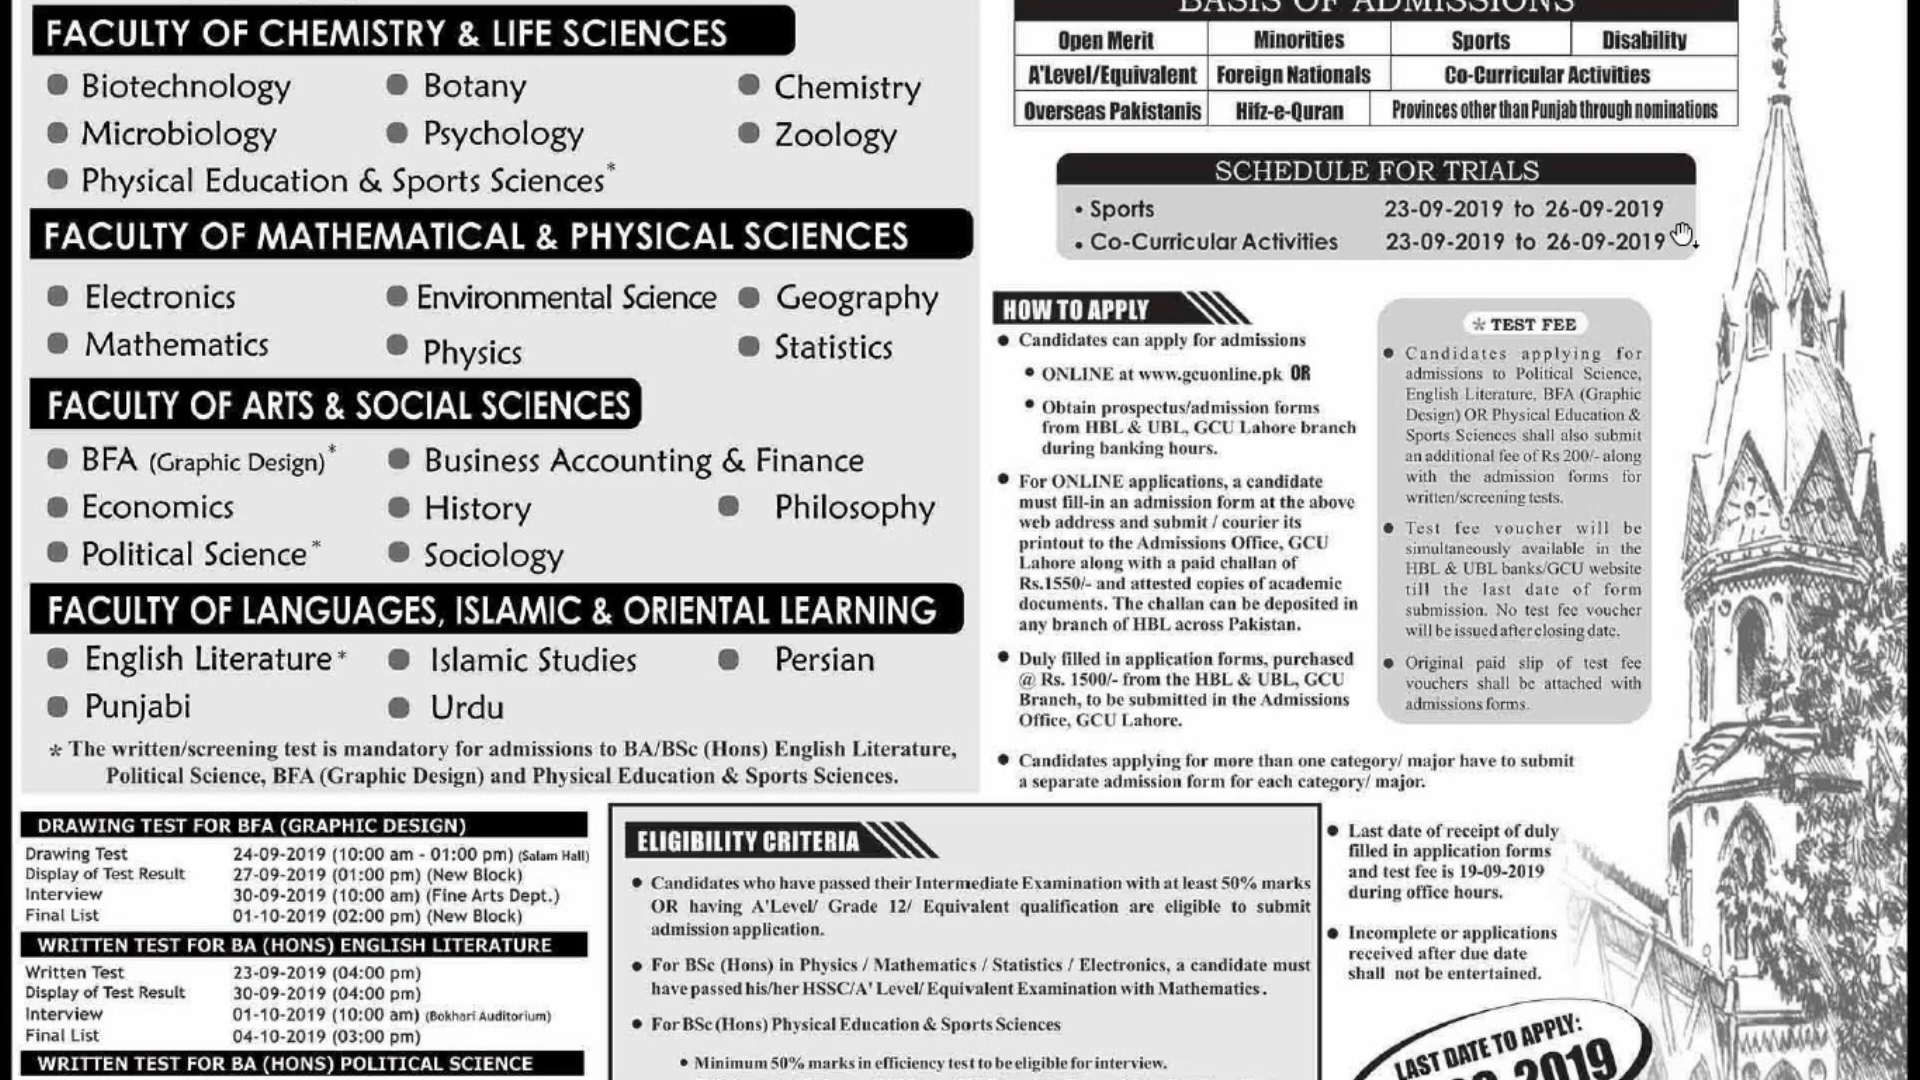 FACULTY OF CHEMISTRY & LIFE SCIENCES
Biotechnology
Botany
Chemistry
Microbiology
Psychology
Zoology
Physical Education & Sports Sciences*
FACULTY OF MATHEMATICAL & PHYSICAL SCIENCES
Electronics
Environmental Science
Geography
Mathematics
Physics
Statistics
FACULTY OF ARTS & SOCIAL SCIENCES
BFA (Graphic Design)*
Business Accounting & Finance
Economics
History
Philosophy
Political Science*
Sociology
FACULTY OF LANGUAGES, ISLAMIC & ORIENTAL LEARNING
English Literature*
Islamic Studies
Persian
Punjabi
Urdu
* The written/screening test is mandatory for admissions to BA/BSc (Hons) English Literature,
Political Science, BFA (Graphic Design) and Physical Education & Sports Sciences.
DRAWING TEST FOR BFA (GRAPHIC DESIGN)
Drawing Test 24-09-2019 (10:00 am - 01:00 pm) (Salam Hall)
Display of Test Result 27-09-2019 (01:00 pm) (New Block)
Interview 30-09-2019 (10:00 am) (Fine Arts Dept.)
Final List 01-10-2019 (02:00 pm) (New Block)
WRITTEN TEST FOR BA (HONS) ENGLISH LITERATURE
Written Test 23-09-2019 (04:00 pm)
Display of Test Result 30-09-2019 (04:00 pm)
Interview 01-10-2019 (10:00 am) (Bokhari Auditorium)
Final List 04-10-2019 (03:00 pm)
WRITTEN TEST FOR BA (HONS) POLITICAL SCIENCE
BASIS OF ADMISSIONS
Open Merit
Minorities
Sports
Disability
A'Level/Equivalent
Foreign Nationals
Co-Curricular Activities
Overseas Pakistanis
Hifz-e-Quran
Provinces other than Punjab through nominations
SCHEDULE FOR TRIALS
• Sports 23-09-2019 to 26-09-2019
• Co-Curricular Activities 23-09-2019 to 26-09-2019
HOW TO APPLY
Candidates can apply for admissions
ONLINE at www.gcuonline.pk OR
Obtain prospectus/admission forms
from HBL & UBL, GCU Lahore branch
during banking hours.
For ONLINE applications, a candidate
must fill-in an admission form at the above
web address and submit / courier its
printout to the Admissions Office, GCU
Lahore along with a paid challan of
Rs.1550/- and attested copies of academic
documents. The challan can be deposited in
any branch of HBL across Pakistan.
Duly filled in application forms, purchased
@ Rs. 1500/- from the HBL & UBL, GCU
Branch, to be submitted in the Admissions
Office, GCU Lahore.
Candidates applying for more than one category/ major have to submit
a separate admission form for each category/ major.
* TEST FEE
Candidates applying for
admissions to Political Science,
English Literature, BFA (Graphic
Design) OR Physical Education &
Sports Sciences shall also submit
an additional fee of Rs 200/- along
with the admission forms for
written/screening tests.
Test fee voucher will be
simultaneously available in the
HBL & UBL banks/GCU website
till the last date of form
submission. No test fee voucher
will be issued after closing date.
Original paid slip of test fee
vouchers shall be attached with
admissions forms.
ELIGIBILITY CRITERIA
Candidates who have passed their Intermediate Examination with at least 50% marks
OR having A'Level/ Grade 12/ Equivalent qualification are eligible to submit
admission application.
For BSc (Hons) in Physics / Mathematics / Statistics / Electronics, a candidate must
have passed his/her HSSC/A' Level/ Equivalent Examination with Mathematics.
For BSc (Hons) Physical Education & Sports Sciences
Minimum 50% marks in efficiency test to be eligible for interview.
Last date of receipt of duly
filled in application forms
and test fee is 19-09-2019
during office hours.
Incomplete or applications
received after due date
shall not be entertained.
LAST DATE TO APPLY:
2019